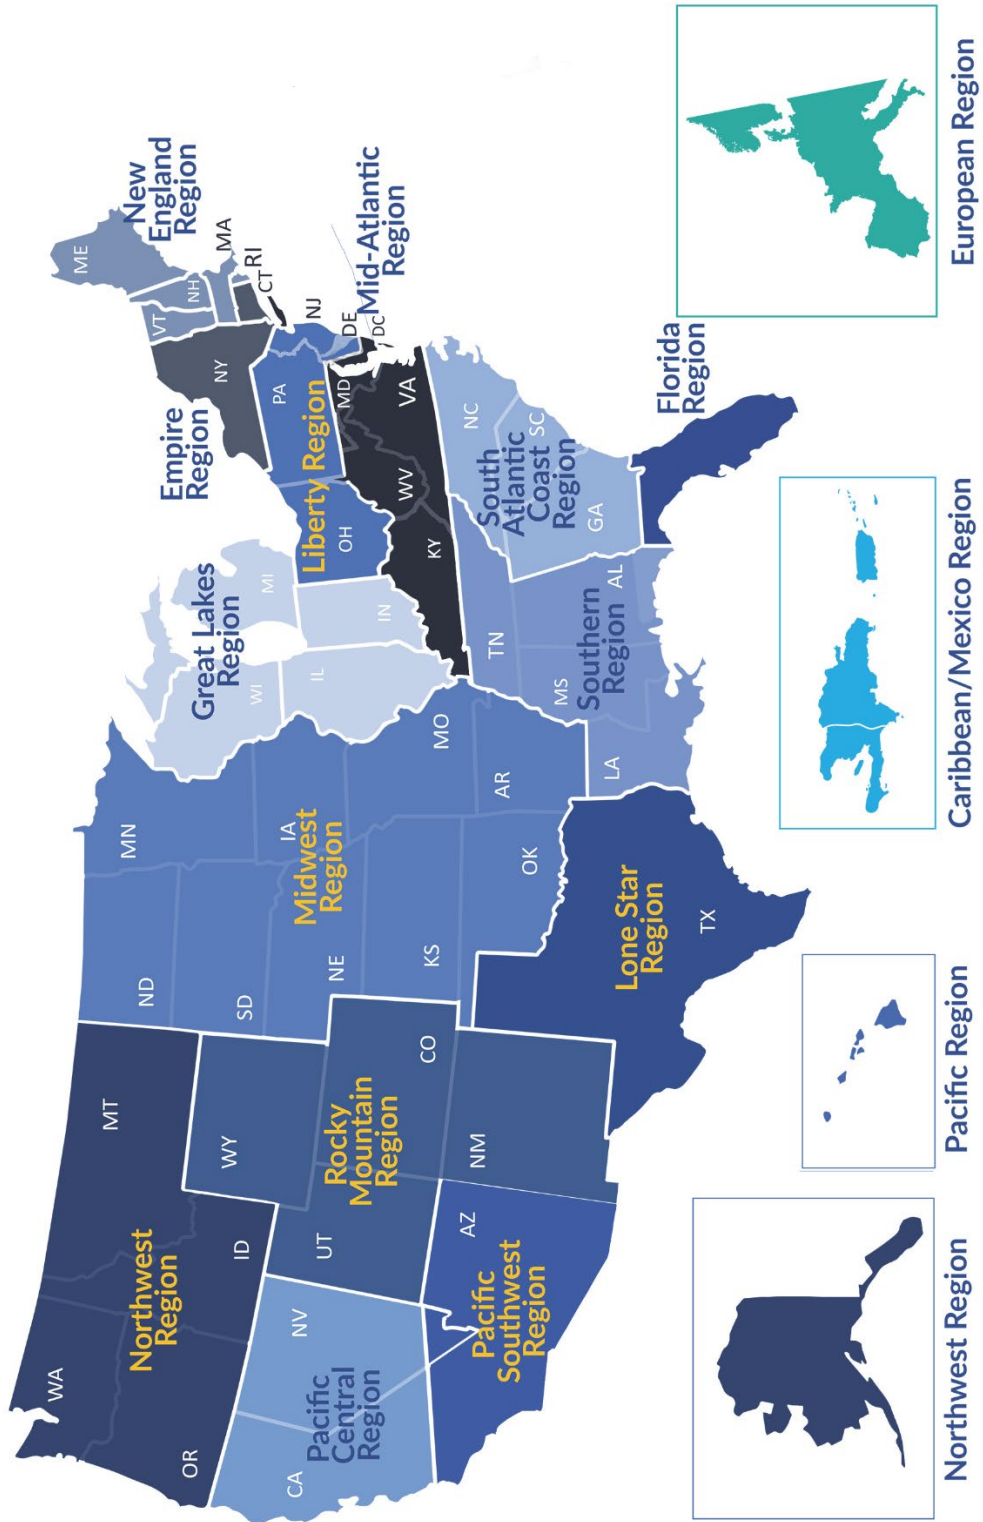 WA
MT
ND
MN
ME
New
England
Region
VT
NH
MA
RI
CT
NY
Empire
Region
OR
ID
Northwest
Region
WY
SD
WI
MI
Great Lakes
Region
PA
NJ
Liberty Region
OH
DE
MD
DC
Mid-Atlantic
Region
NV
UT
Rocky
Mountain
Region
CO
NE
IA
Midwest
Region
IL
IN
WV
VA
KY
CA
Pacific
Central
Region
KS
MO
AZ
Pacific
Southwest
Region
NM
OK
AR
TN
NC
SC
South
Atlantic
Coast
Region
GA
MS
AL
Southern
Region
LA
TX
Lone Star
Region
Florida
Region
Northwest Region
Pacific Region
Caribbean/Mexico Region
European Region